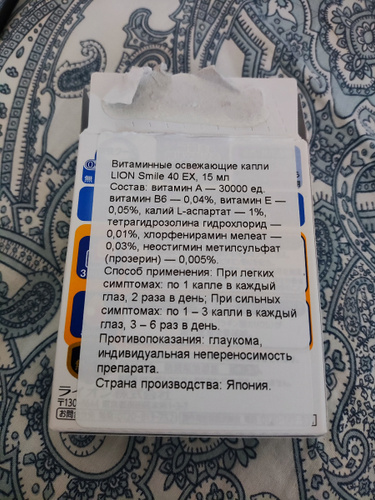 Витаминные освежающие капли
LION Smile 40 EX, 15 мл
Состав: витамин А — 30000 ед.
витамин В6 — 0,04%, витамин Е —
0,05%, калий L-аспартат — 1%,
тетрагидрозолина гидрохлорид —
0,01%, хлорфенирамин мелеат —
0,03%, неостигмин метилсульфат
(прозерин) — 0,005%.
Способ применения: При легких
симптомах: по 1 капле в каждый
глаз, 2 раза в день; При сильных
симптомах: по 1 – 3 капли в каждый
глаз, 3 – 6 раз в день.
Противопоказания: глаукома,
индивидуальная непереносимость
препарата.
Страна производства: Япония.
ラ
〒130